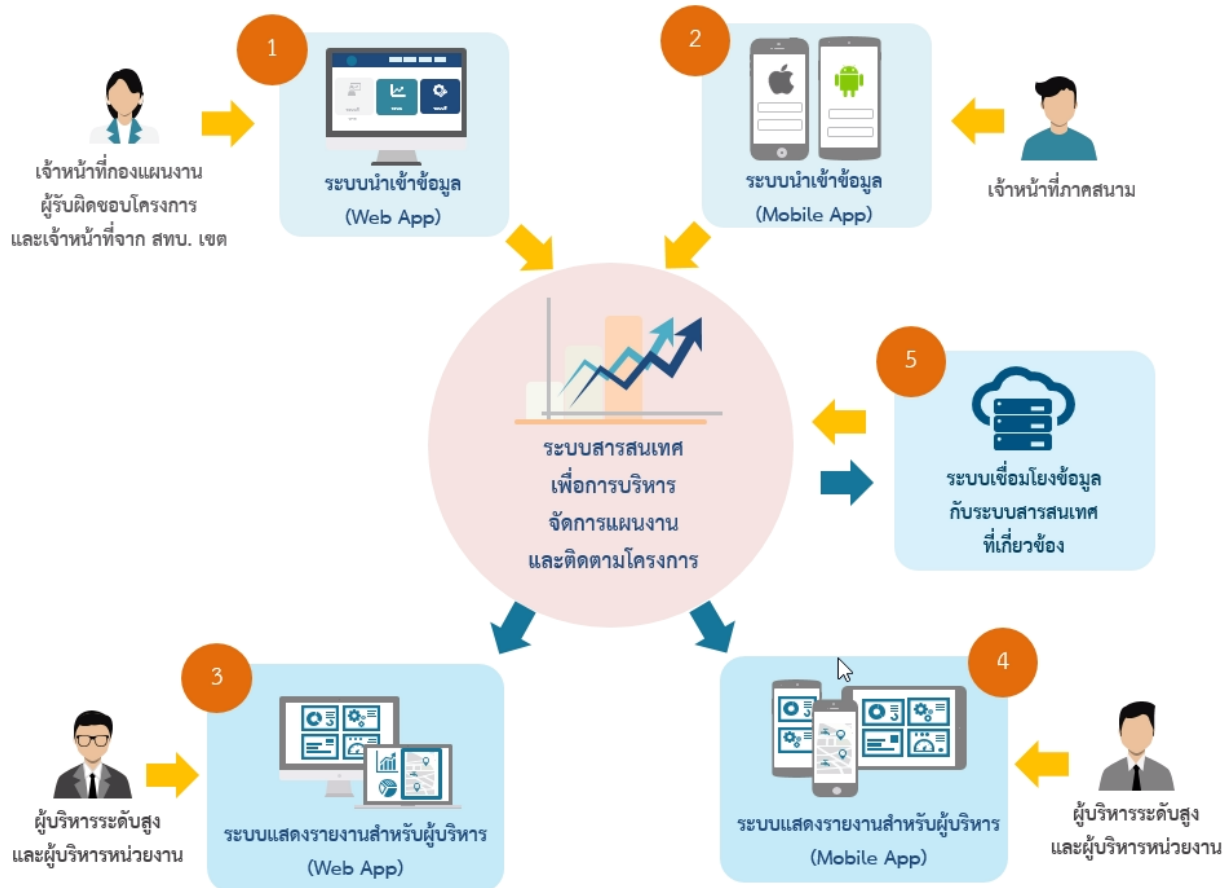 1
2
ระบบนำเข้าข้อมูล
(Web App)
ระบบนำเข้าข้อมูล
(Mobile App)
เจ้าหน้าที่กองแผนงาน
ผู้รับผิดชอบโครงการ
และเจ้าหน้าที่จาก สทบ. เขต
เจ้าหน้าที่ภาคสนาม
ระบบสารสนเทศ
เพื่อการบริหาร
จัดการแผนงาน
และติดตามโครงการ
5
ระบบเชื่อมโยงข้อมูล
กับระบบสารสนเทศ
ที่เกี่ยวข้อง
3
ระบบแสดงรายงานสำหรับผู้บริหาร
(Web App)
ผู้บริหารระดับสูง
และผู้บริหารหน่วยงาน
4
ระบบแสดงรายงานสำหรับผู้บริหาร
(Mobile App)
ผู้บริหารระดับสูง
และผู้บริหารหน่วยงาน